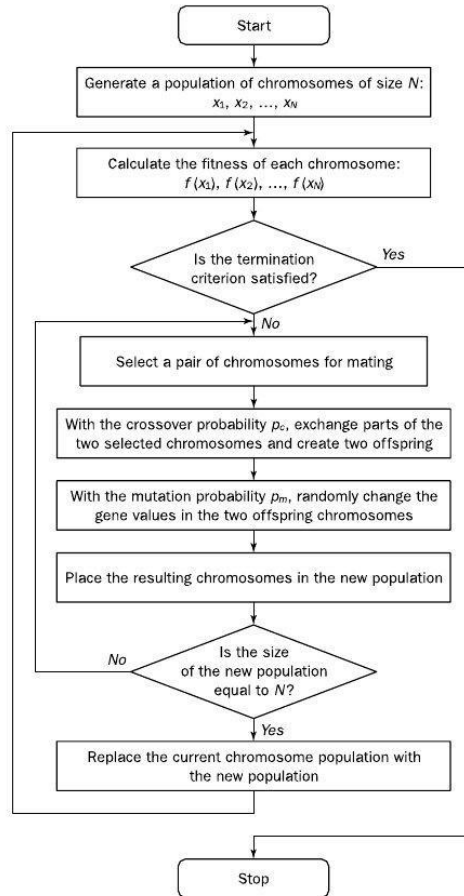 Start
Generate a population of chromosomes of size N:
x₁, x₂, ..., x_N
Calculate the fitness of each chromosome:
f (x₁), f (x₂), ..., f (x_N)
Is the termination
criterion satisfied?
Yes
No
Select a pair of chromosomes for mating
With the crossover probability p_c, exchange parts of the
two selected chromosomes and create two offspring
With the mutation probability p_m, randomly change the
gene values in the two offspring chromosomes
Place the resulting chromosomes in the new population
Is the size
of the new population
equal to N?
No
Yes
Replace the current chromosome population with
the new population
Stop